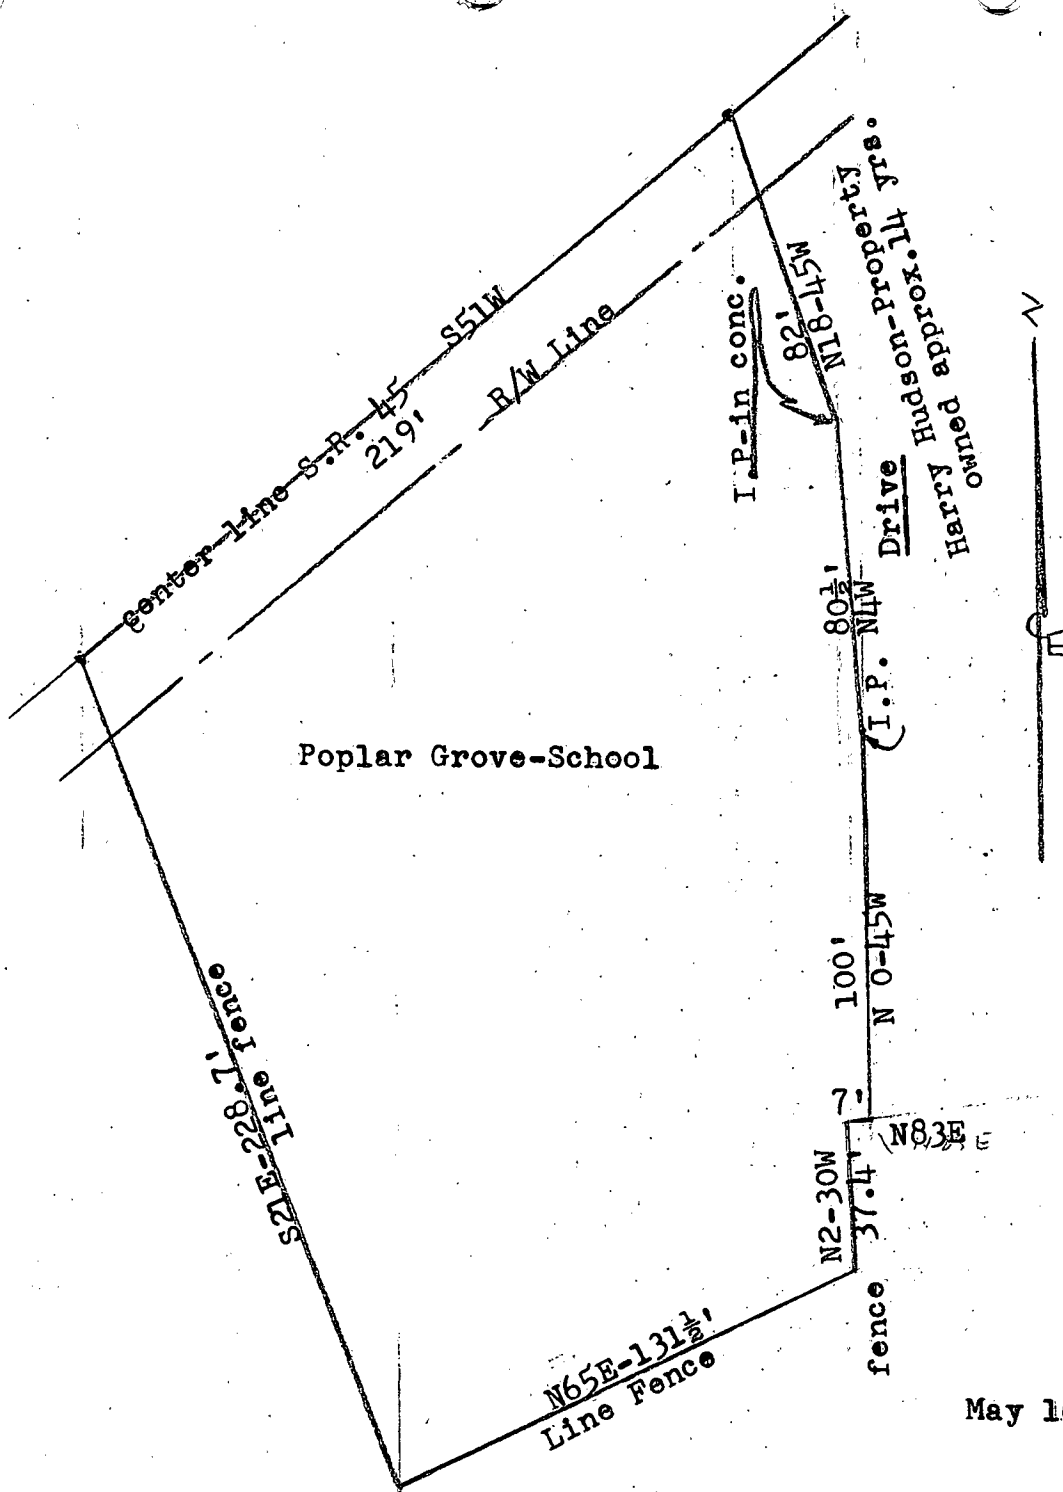 Center line S.R. 45
S51W
219'
R/W Line
I.P-in conc.
82'
N18-45W
Harry Hudson-Property
owned approx.14 yrs.
Drive
80½'
N4W
I.P.
Poplar Grove-School
100'
N 0-45W
7'
N83E
N2-30W
37.4'
S21E-228.7'
line fence
N65E-131½'
Line Fence
fence
May